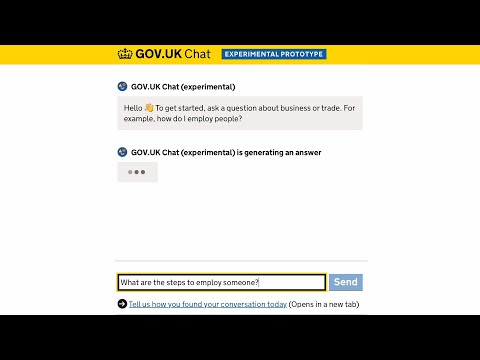 GOV.UK Chat EXPERIMENTAL PROTOTYPE
GOV.UK Chat (experimental)
Hello 👋 To get started, ask a question about business or trade. For
example, how do I employ people?
GOV.UK Chat (experimental) is generating an answer
What are the steps to employ someone?
Send
Tell us how you found your conversation today (Opens in a new tab)